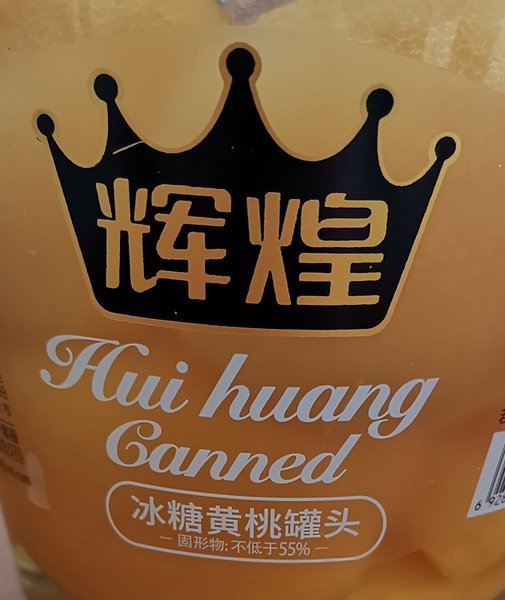 辉煌
Hui huang
Canned
冰糖黄桃罐头
固形物: 不低于55%